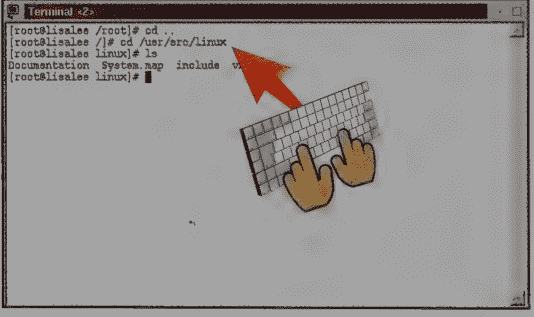 Terminal <2>
[root@lisalee /root]# cd ..
[root@lisalee /]# cd /usr/src/linux
[root@lisalee linux]# ls
Documentation System.map include
[root@lisalee linux]#